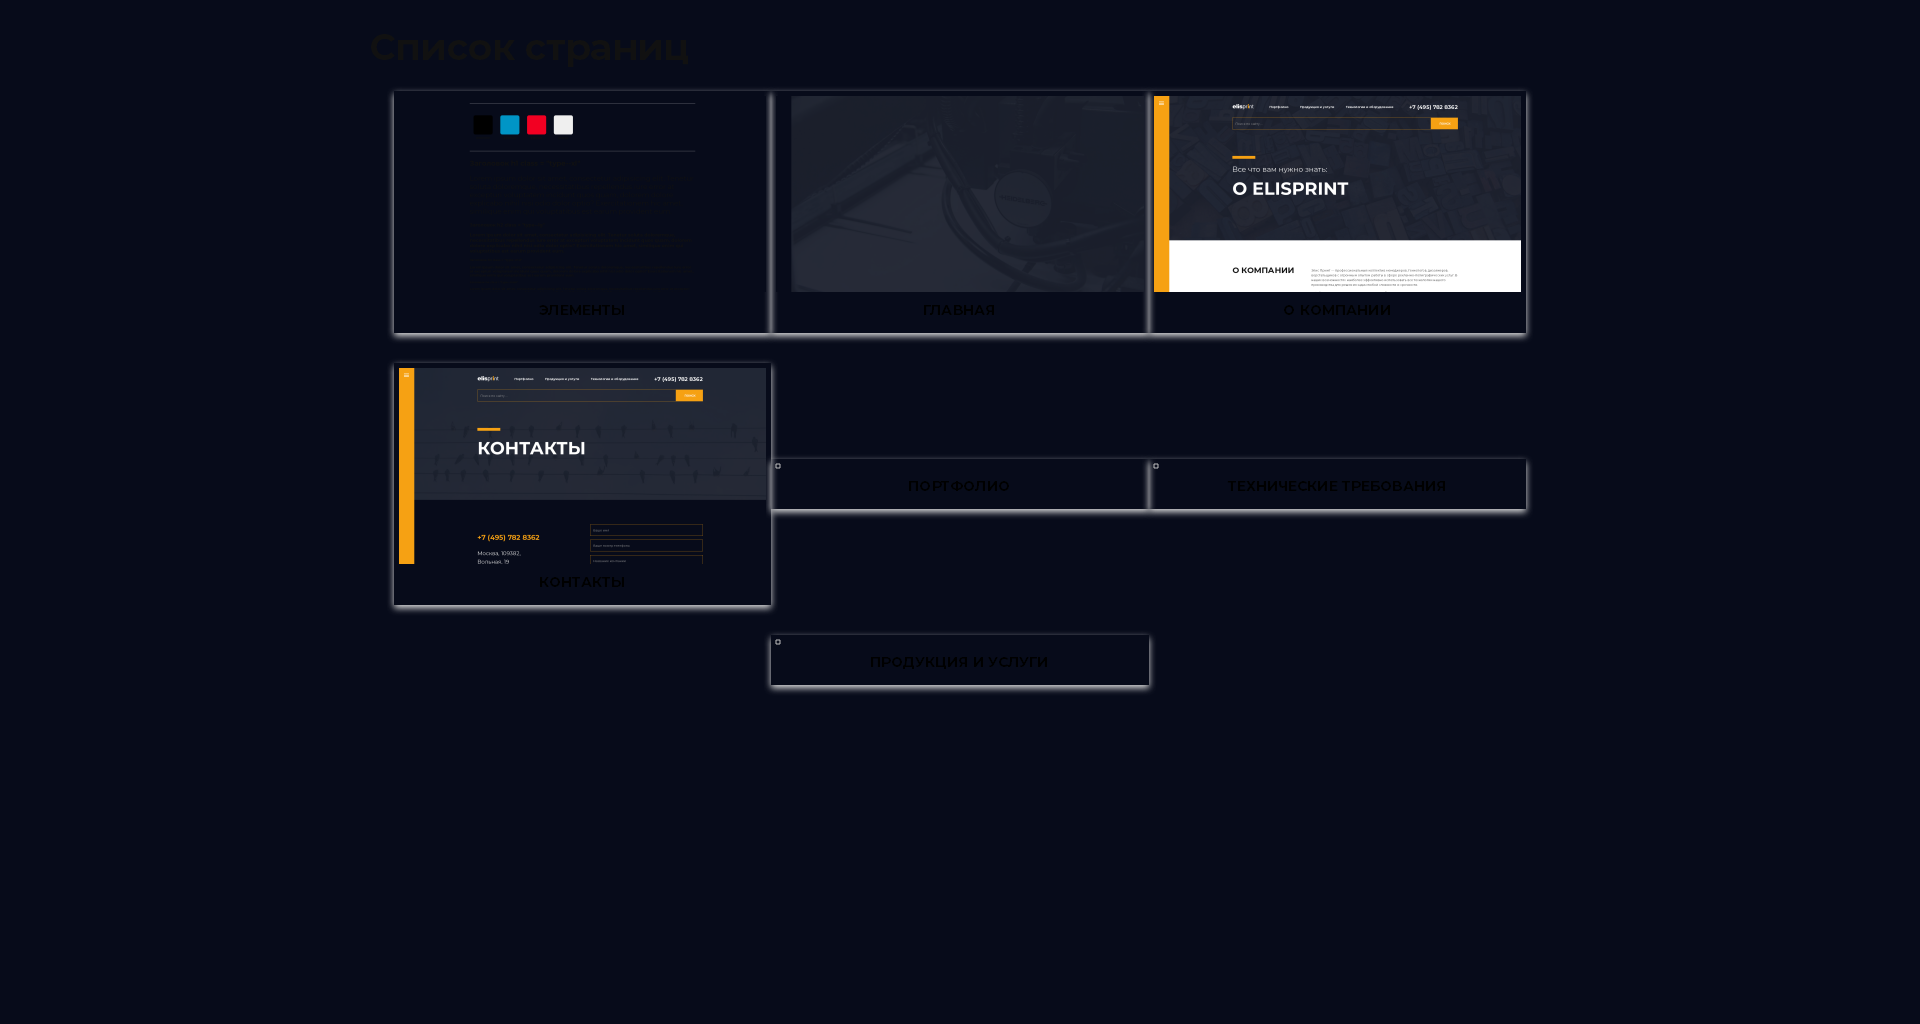 Список страниц
ЭЛЕМЕНТЫ
ГЛАВНАЯ
elisprint Портфолио Продукция и услуги Технологии и оборудование +7 (495) 782 8362
Все что вам нужно знать:
О ELISPRINT
О КОМПАНИИ
О КОМПАНИИ
elisprint Портфолио Продукция и услуги Технологии и оборудование +7 (495) 782 8362
КОНТАКТЫ
+7 (495) 782 8362
Москва, 109382,
Вольная, 19
КОНТАКТЫ
ПОРТФОЛИО
ТЕХНИЧЕСКИЕ ТРЕБОВАНИЯ
ПРОДУКЦИЯ И УСЛУГИ